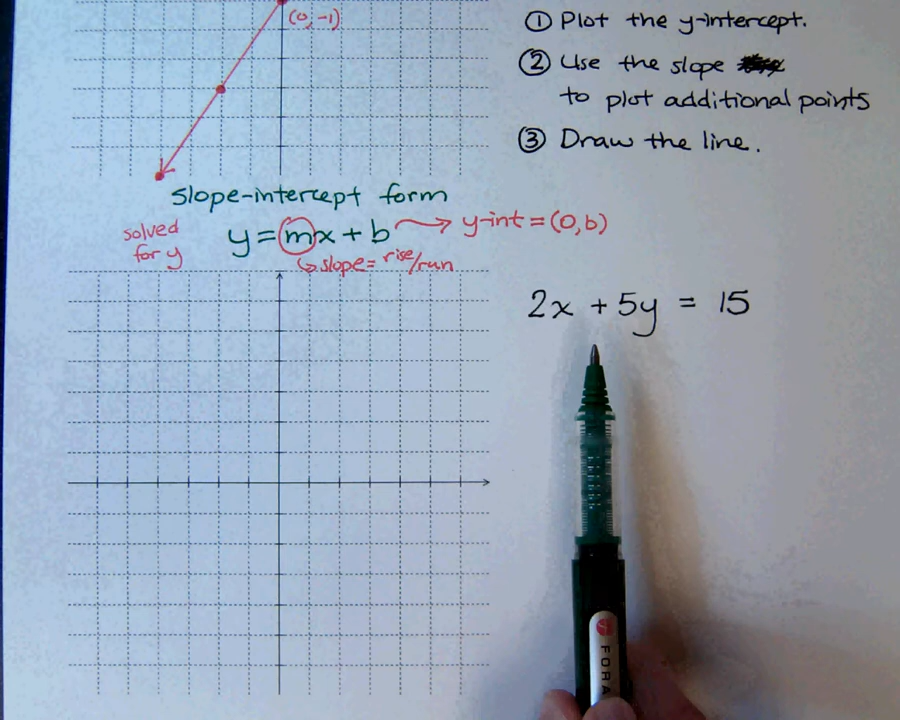 (0,-1)
① Plot the y-intercept.
② Use the slope
to plot additional points
③ Draw the line.
Slope-intercept form
solved for y
y = mx + b → y-int = (0,b)
↳ slope = rise/run
2x + 5y = 15
FORA